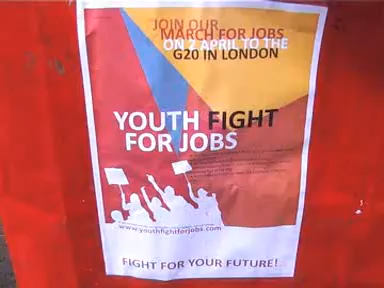 JOIN OUR
MARCH FOR JOBS
ON 2 APRIL TO THE
G20 IN LONDON
YOUTH FIGHT
FOR JOBS
www.youthfightforjobs.com
FIGHT FOR YOUR FUTURE!